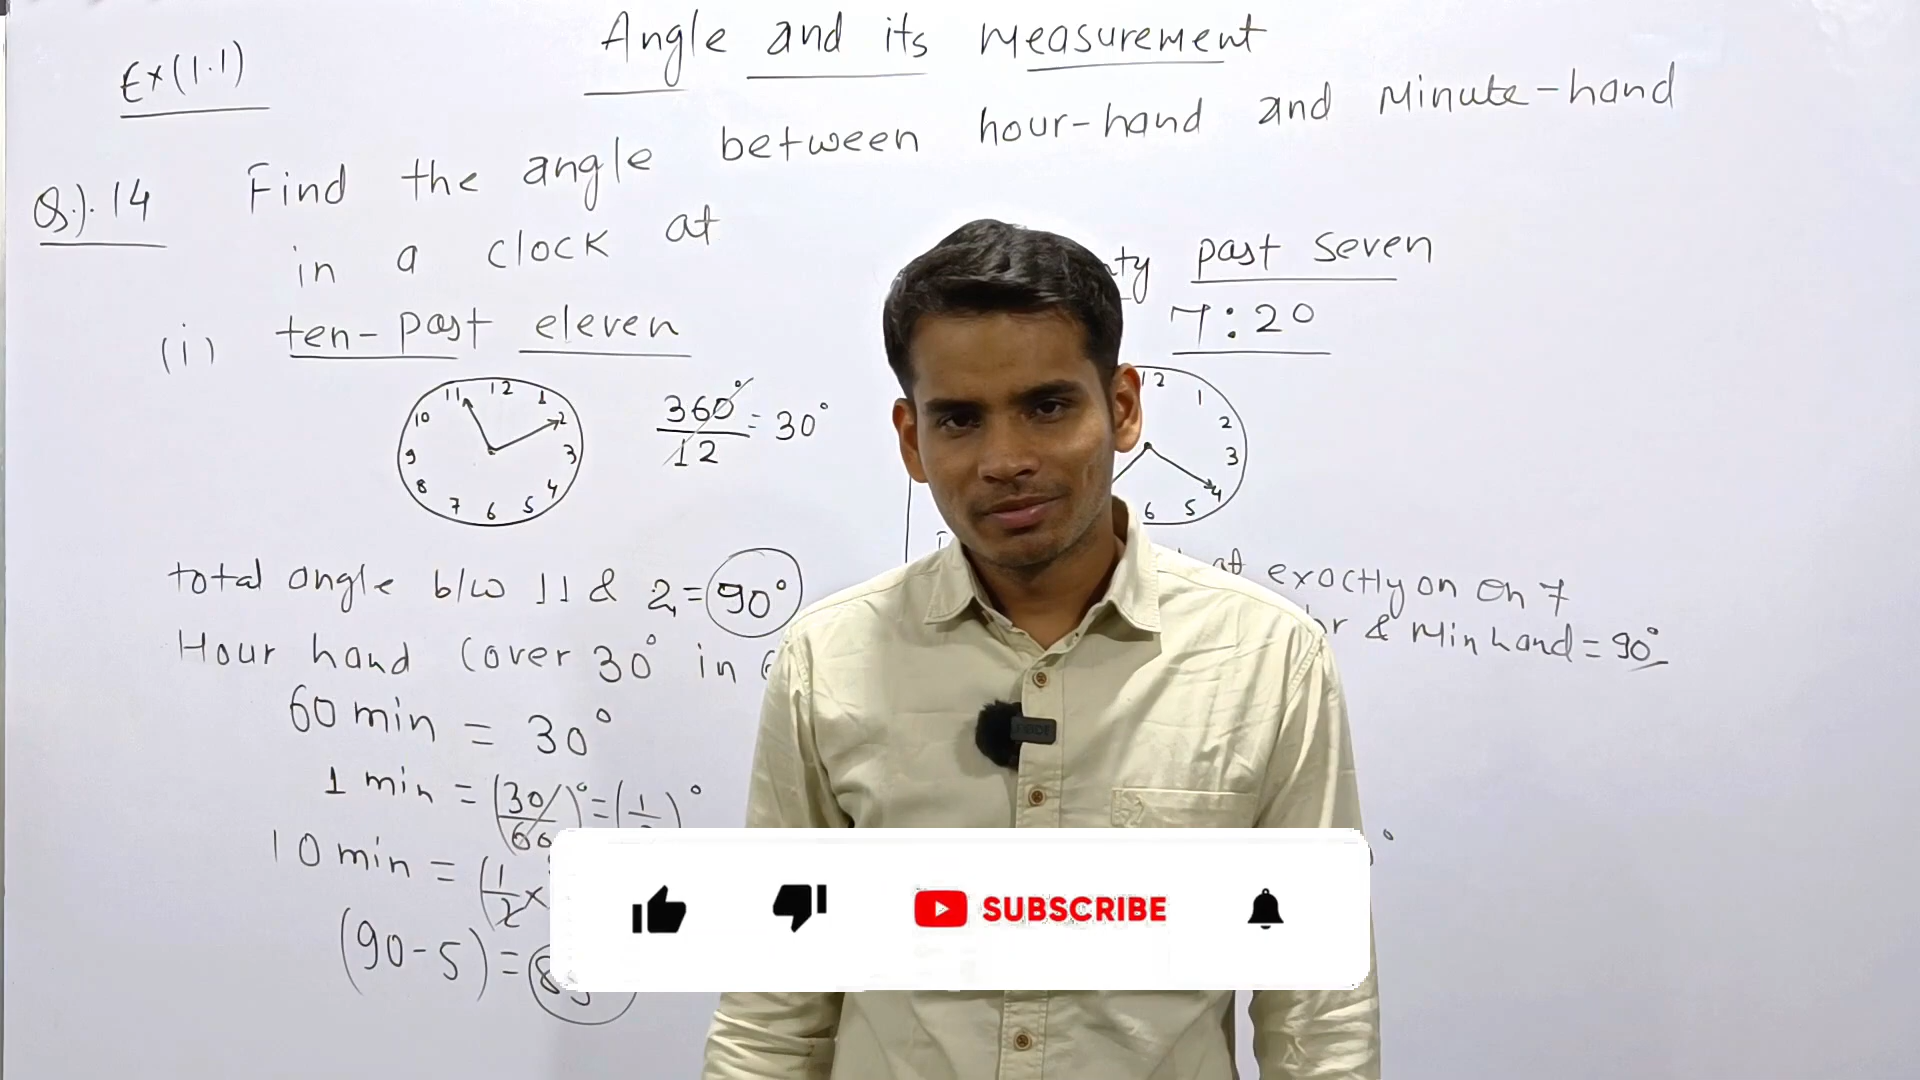 Angle and its measurement
Ex(1.1)
Q.).14 Find the angle between hour-hand and Minute-hand
in a clock at
(i) ten-past eleven
past seven
7:20
12
1
2
3
4
5
6
7
8
9
10
11
360° / 12 = 30°
12
1
2
3
4
5
6
total angle b/w 11 & 2 = 90°
at exactly on on 7
& Min hand = 90°
Hour hand cover 30° in
60 min = 30°
1 min = (30/60)° =
10 min = (1/2 ×
(90-5) =
SUBSCRIBE